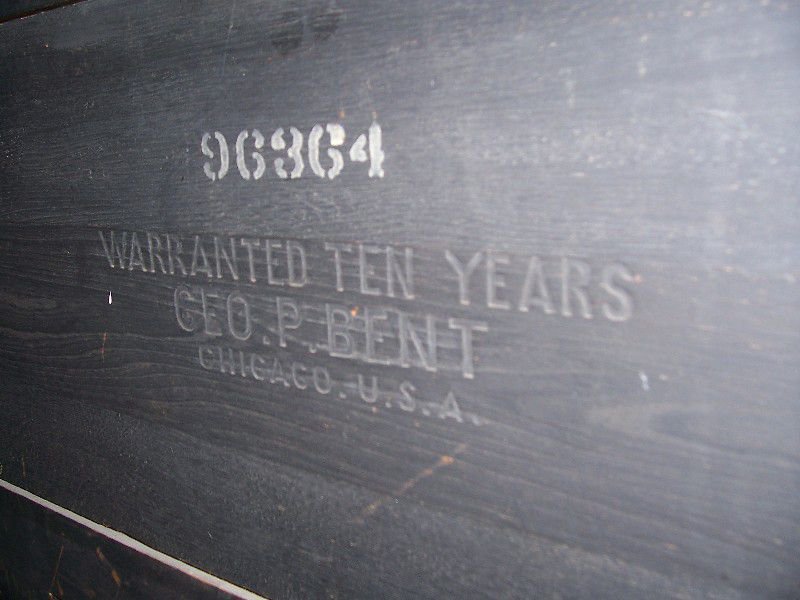 96364
WARRANTED TEN YEARS
GEO. P. BENT
CHICAGO. U.S.A.